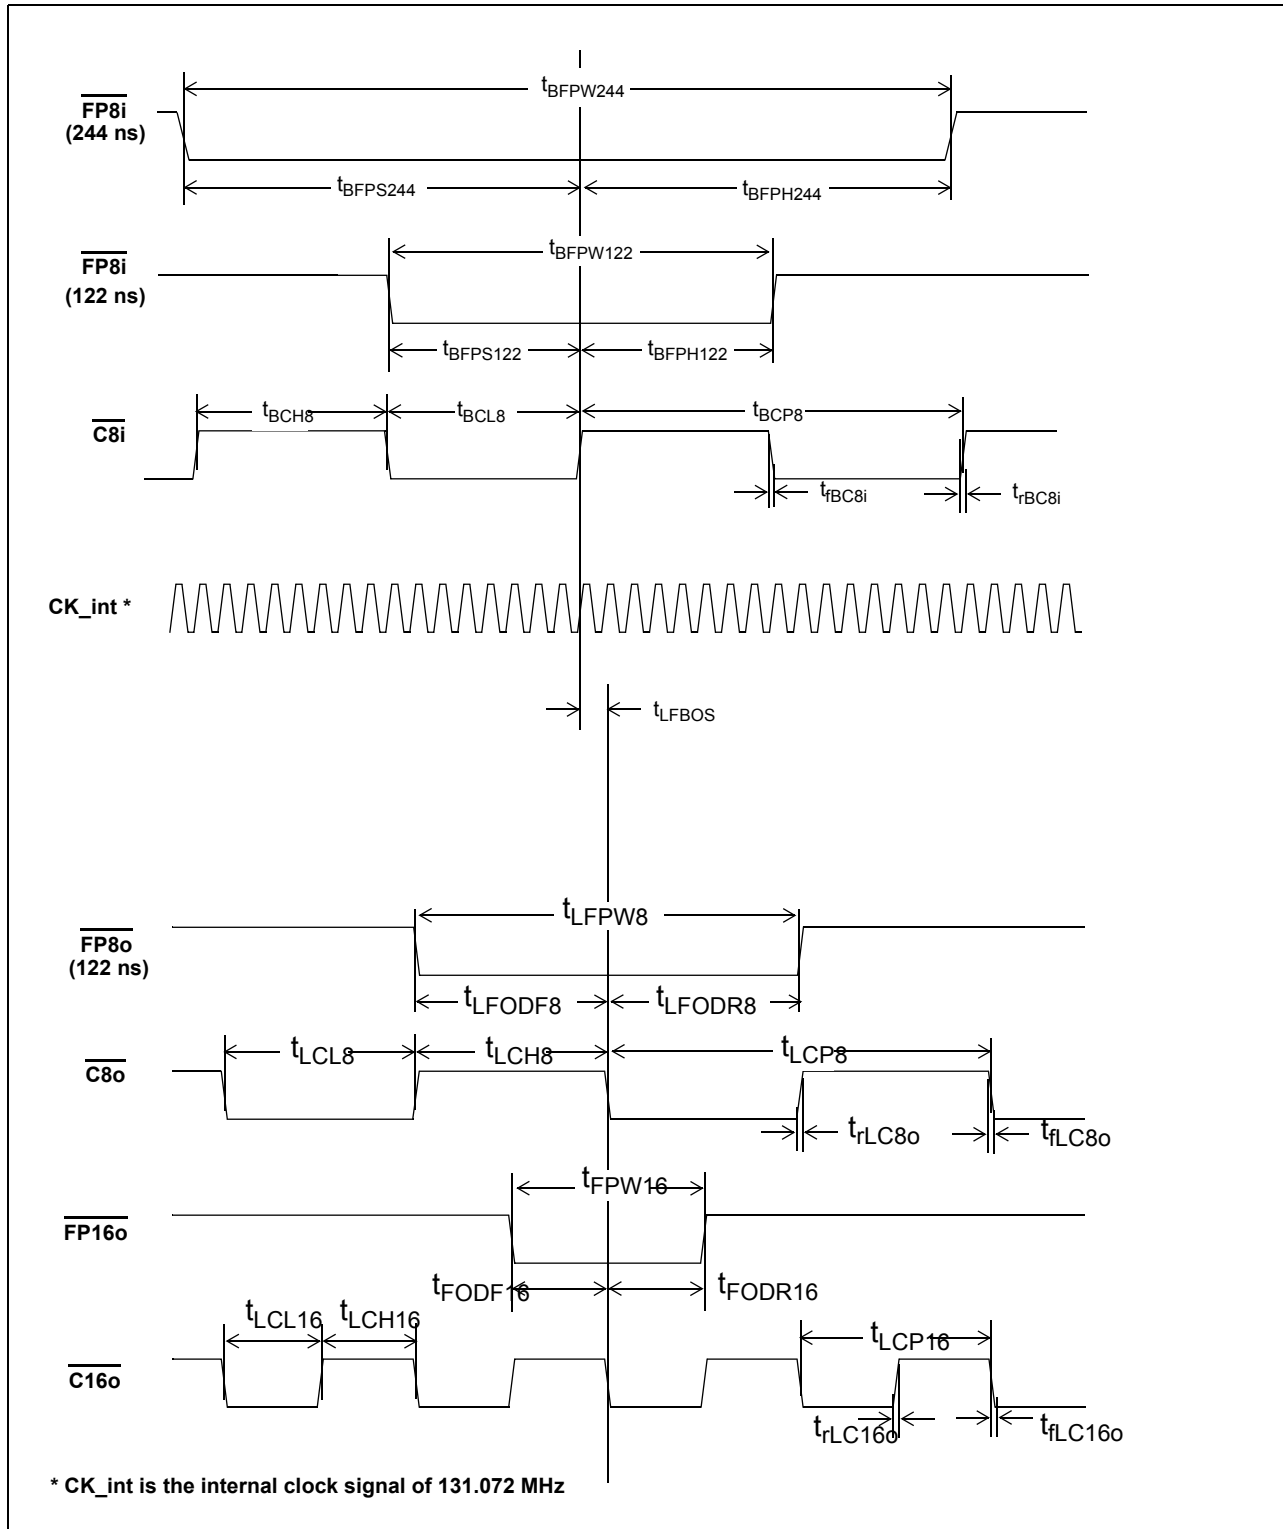 tBFPW244
FP8i
(244 ns)
tBFPS244
tBFPH244
FP8i
(122 ns)
tBFPW122
tBFPS122
tBFPH122
C8i
tBCH8
tBCL8
tBCP8
tfBC8i
trBC8i
CK_int *
tLFBOS
FP8o
(122 ns)
tLFPW8
tLFODF8
tLFODR8
C8o
tLCL8
tLCH8
tLCP8
trLC8o
tfLC8o
FP16o
tFPW16
tFODF16
tFODR16
C16o
tLCL16
tLCH16
tLCP16
trLC16o
tfLC16o
* CK_int is the internal clock signal of 131.072 MHz